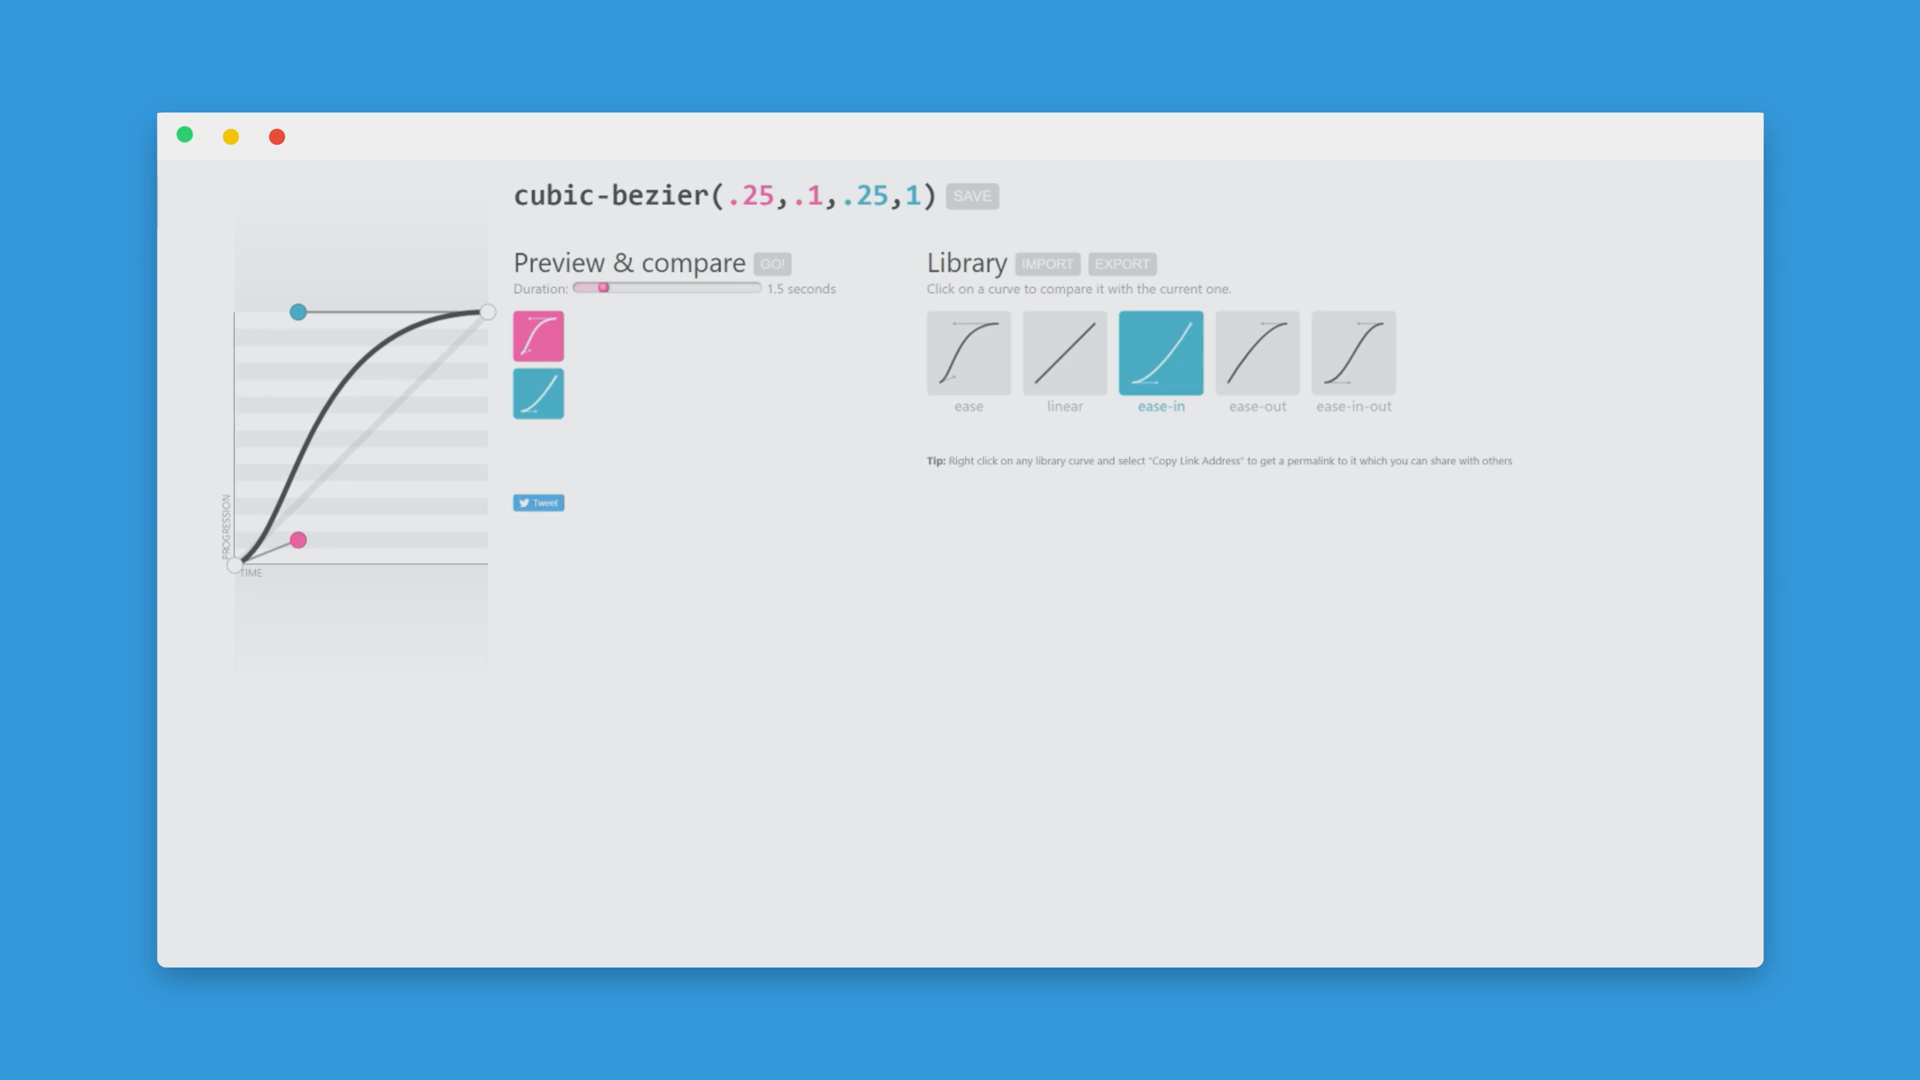 cubic-bezier(.25,.1,.25,1) SAVE
Preview & compare GO!
Duration: 1.5 seconds
Library IMPORT EXPORT
Click on a curve to compare it with the current one.
ease linear ease-in ease-out ease-in-out
Tip: Right click on any library curve and select "Copy Link Address" to get a permalink to it which you can share with others
Tweet
PROGRESSION
TIME